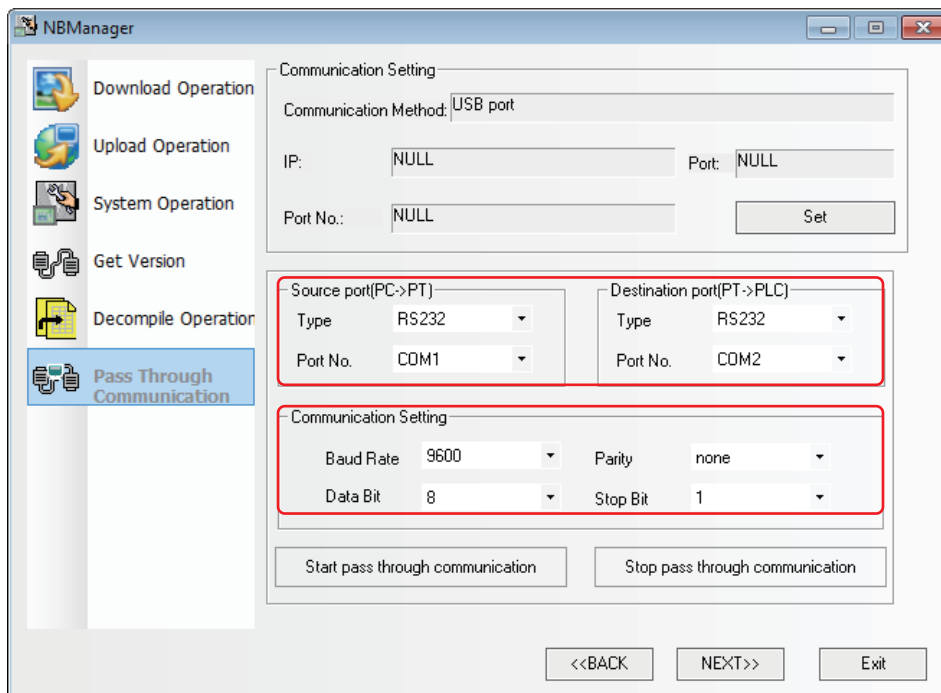 NBManager
Download Operation
Upload Operation
System Operation
Get Version
Decompile Operation
Pass Through
Communication
Communication Setting
Communication Method: USB port
IP: NULL Port: NULL
Port No.: NULL Set
Source port(PC->PT) Destination port(PT->PLC)
Type RS232 Type RS232
Port No. COM1 Port No. COM2
Communication Setting
Baud Rate 9600 Parity none
Data Bit 8 Stop Bit 1
Start pass through communication Stop pass through communication
<<BACK NEXT>> Exit